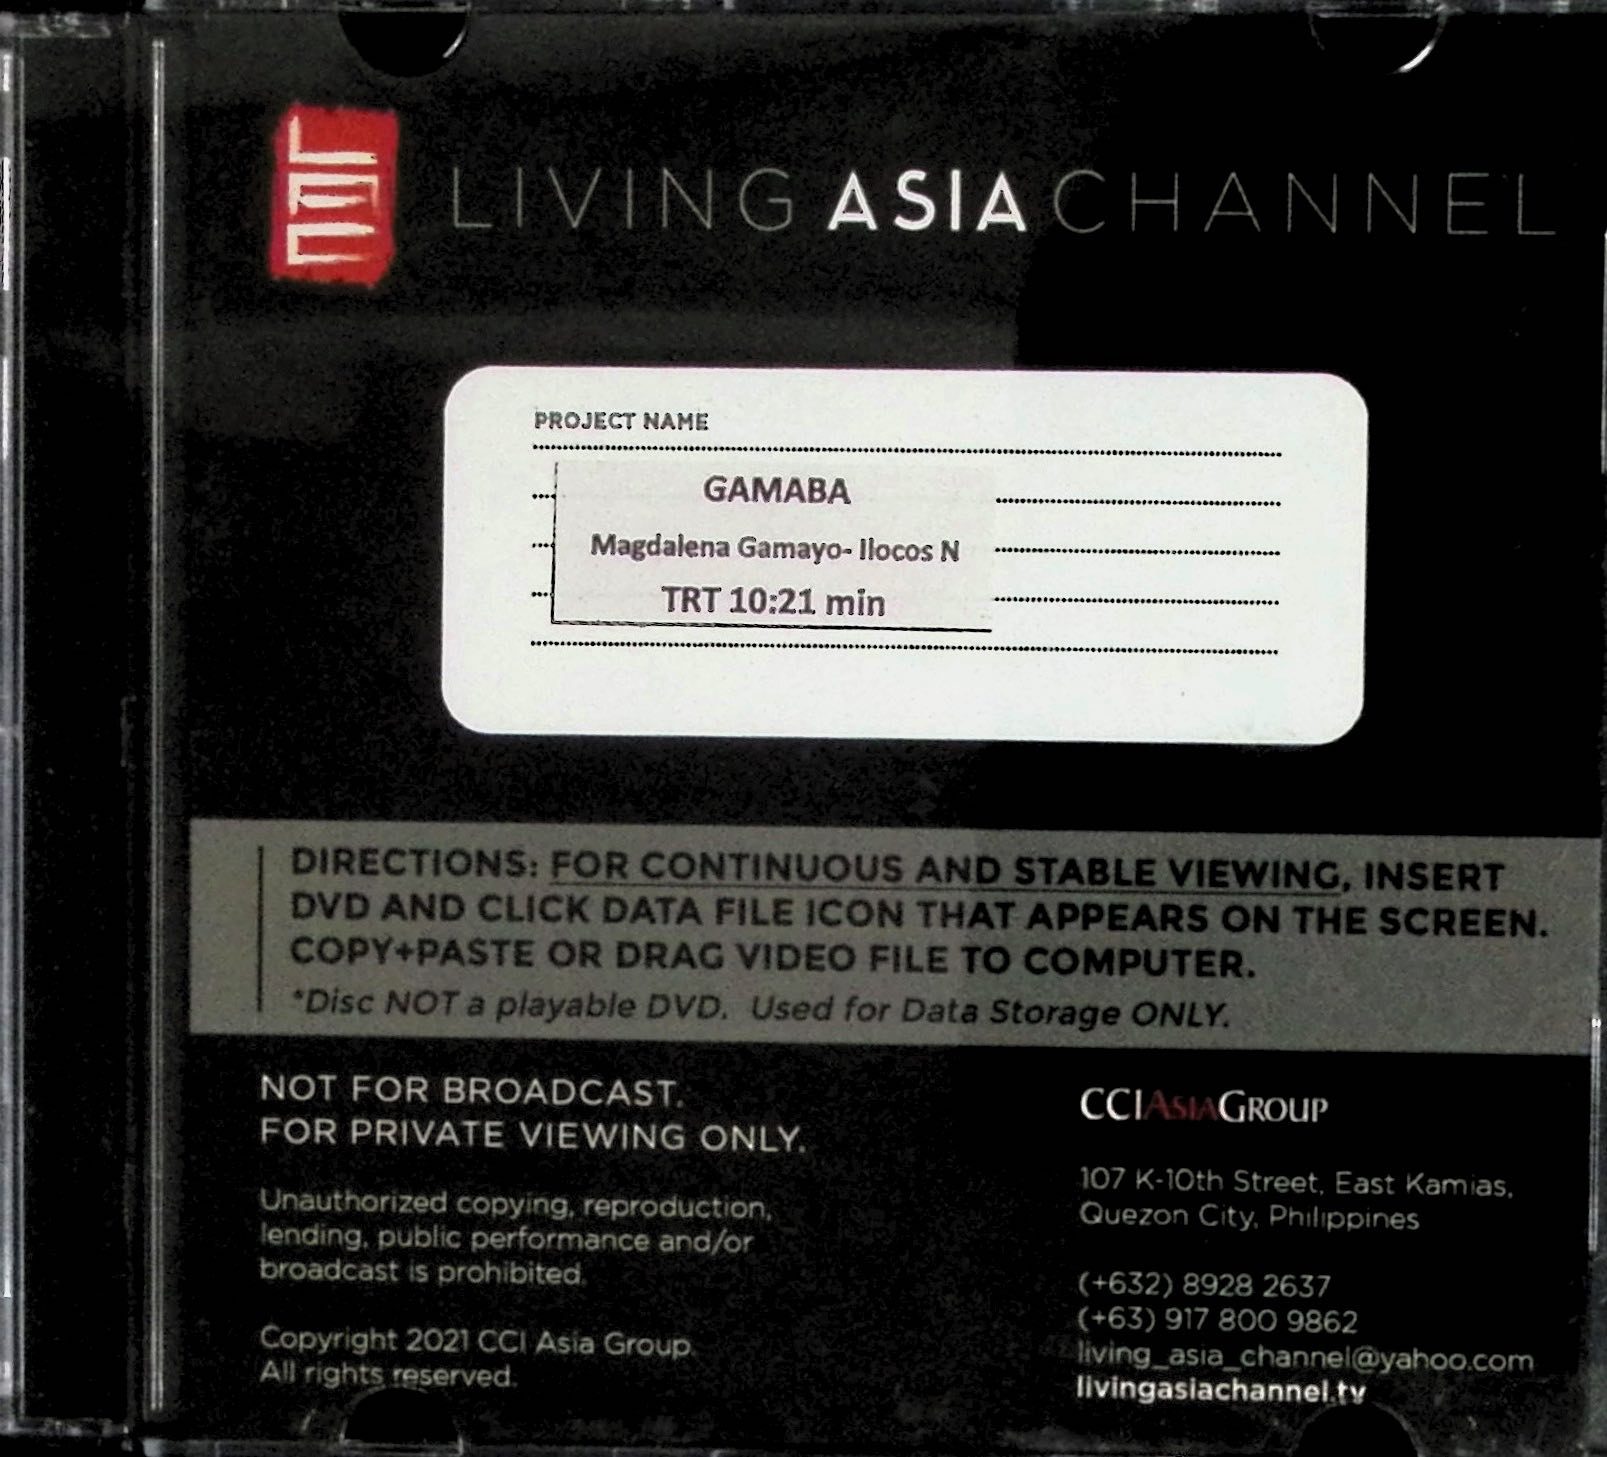 LAC
LIVING ASIA CHANNEL
PROJECT NAME
GAMABA
Magdalena Gamayo- Ilocos N
TRT 10:21 min
DIRECTIONS: FOR CONTINUOUS AND STABLE VIEWING, INSERT
DVD AND CLICK DATA FILE ICON THAT APPEARS ON THE SCREEN.
COPY+PASTE OR DRAG VIDEO FILE TO COMPUTER.
*Disc NOT a playable DVD. Used for Data Storage ONLY.
NOT FOR BROADCAST.
FOR PRIVATE VIEWING ONLY.
Unauthorized copying, reproduction,
lending, public performance and/or
broadcast is prohibited.
Copyright 2021 CCI Asia Group
All rights reserved.
CCIASIAGROUP
107 K-10th Street, East Kamias,
Quezon City, Philippines
(+632) 8928 2637
(+63) 917 800 9862
living_asia_channel@yahoo.com
livingasiachannel.tv